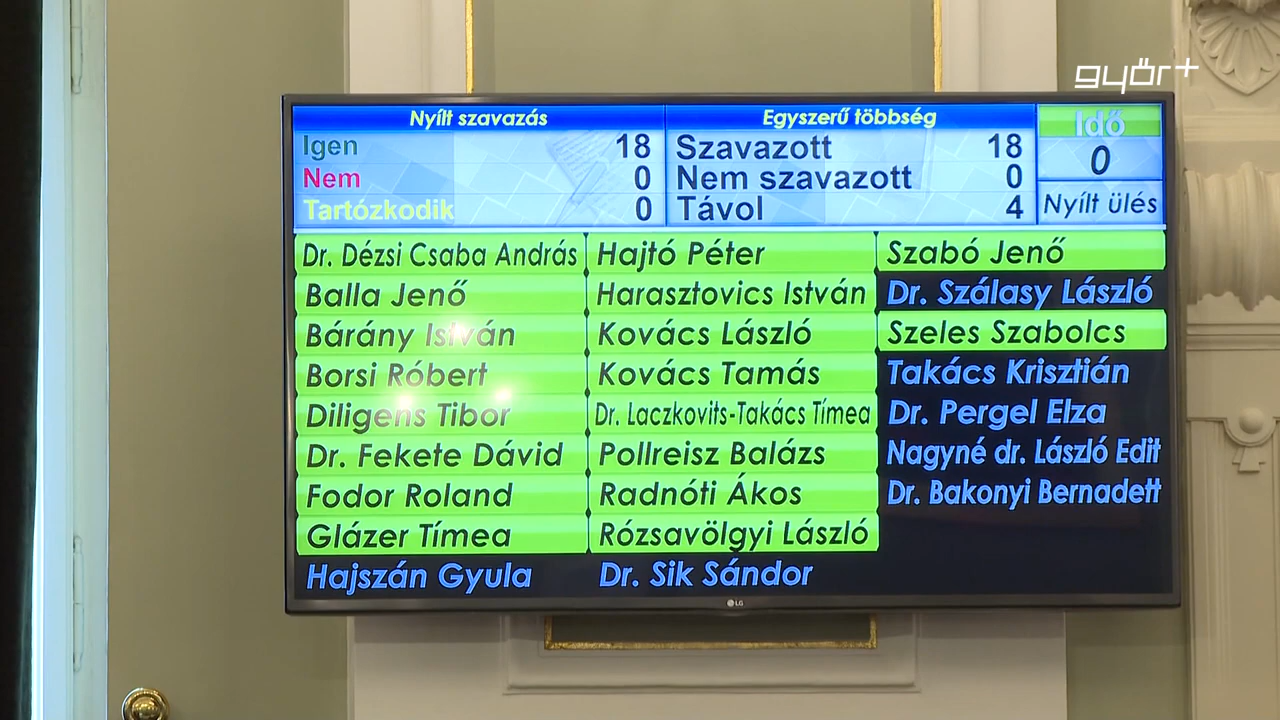 győr+
Nyílt szavazás
Igen 18
Nem 0
Tartózkodik 0
Egyszerű többség
Szavazott 18
Nem szavazott 0
Távol 4
Idő
0
Nyílt ülés
Dr. Dézsi Csaba András
Balla Jenő
Bárány István
Borsi Róbert
Diligens Tibor
Dr. Fekete Dávid
Fodor Roland
Glázer Tímea
Hajszán Gyula
Hajtó Péter
Harasztovics István
Kovács László
Kovács Tamás
Dr. Laczkovits-Takács Tímea
Pollreisz Balázs
Radnóti Ákos
Rózsavölgyi László
Dr. Sik Sándor
Szabó Jenő
Dr. Szálasy László
Szeles Szabolcs
Takács Krisztián
Dr. Pergel Elza
Nagyné dr. László Edit
Dr. Bakonyi Bernadett
LG